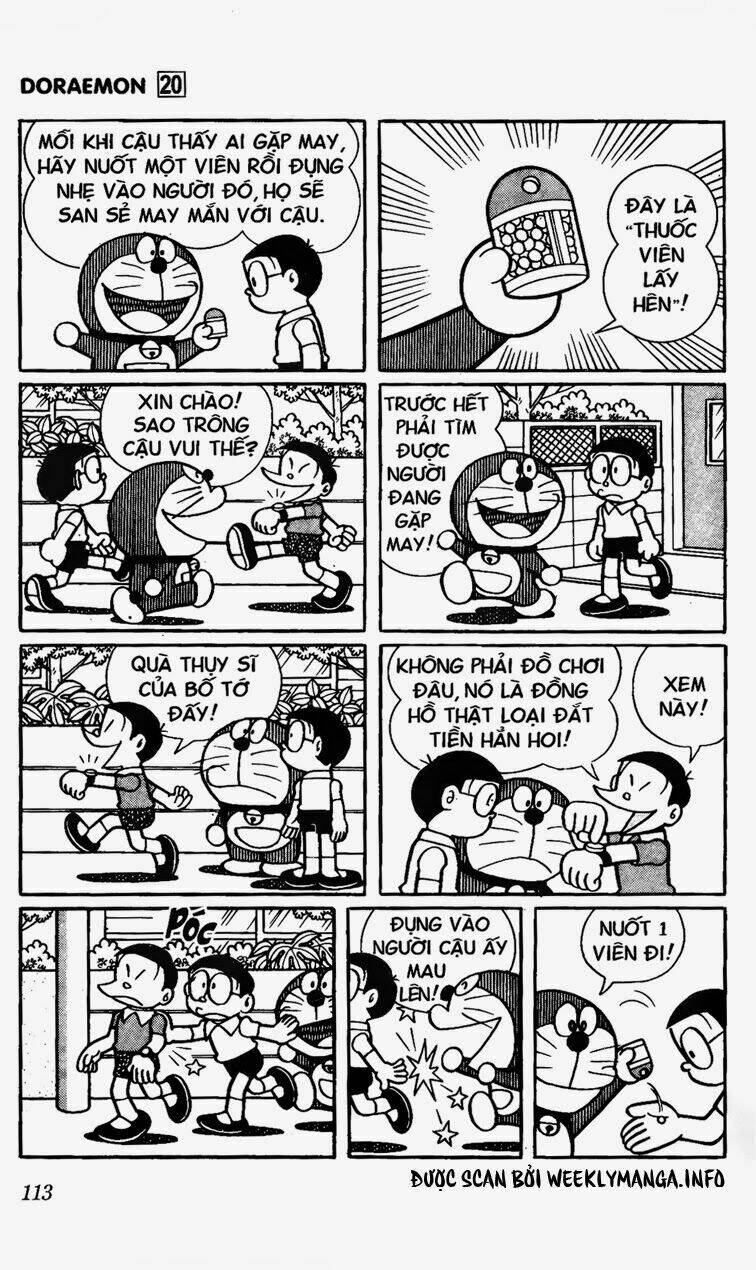 DORAEMON 20
ĐÂY LÀ
"THUỐC
VIÊN
LẤY
HÊN"!
MỖI KHI CẬU THẤY AI GẶP MAY,
HÃY NUỐT MỘT VIÊN RỒI ĐỤNG
NHẸ VÀO NGƯỜI ĐÓ, HỌ SẼ
SAN SẺ MAY MẮN VỚI CẬU.
TRƯỚC HẾT
PHẢI TÌM
ĐƯỢC
NGƯỜI
ĐANG
GẶP
MAY!
XIN CHÀO!
SAO TRÔNG
CẬU VUI THẾ?
XEM
NÀY!
KHÔNG PHẢI ĐỒ CHƠI
ĐÂU, NÓ LÀ ĐỒNG
HỒ THẬT LOẠI ĐẮT
TIỀN HẲN HOI!
QUÀ THỤY SĨ
CỦA BỐ TỚ
ĐẤY!
NUỐT 1
VIÊN ĐI!
ĐỤNG VÀO
NGƯỜI CẬU ẤY
MAU
LÊN!
PÓC
113
ĐƯỢC SCAN BỞI WEEKLYMANGA.INFO